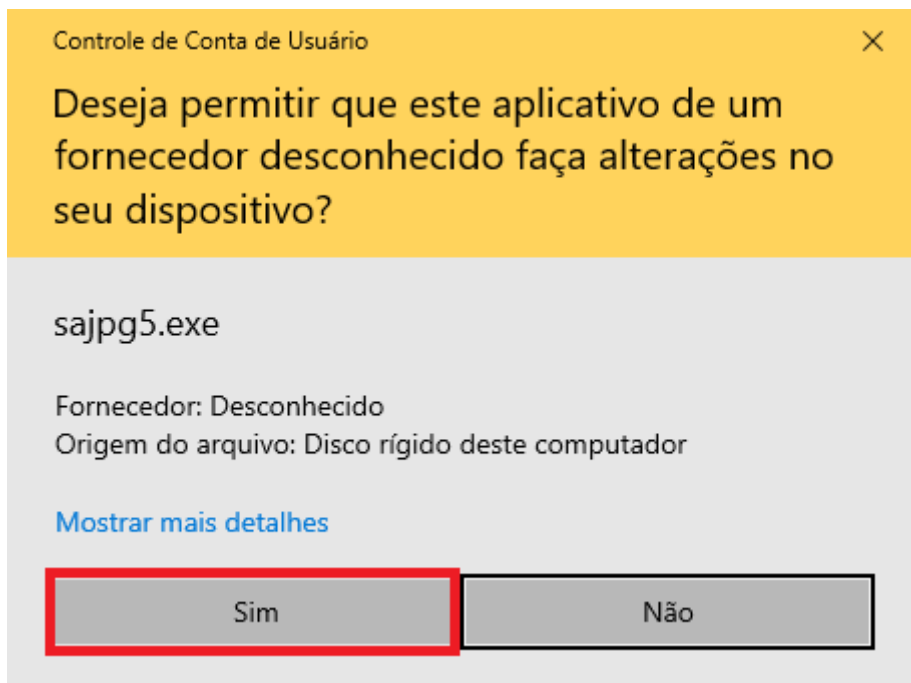 Controle de Conta de Usuário
Deseja permitir que este aplicativo de um
fornecedor desconhecido faça alterações no
seu dispositivo?
sajpg5.exe
Fornecedor: Desconhecido
Origem do arquivo: Disco rígido deste computador
Mostrar mais detalhes
Sim
Não